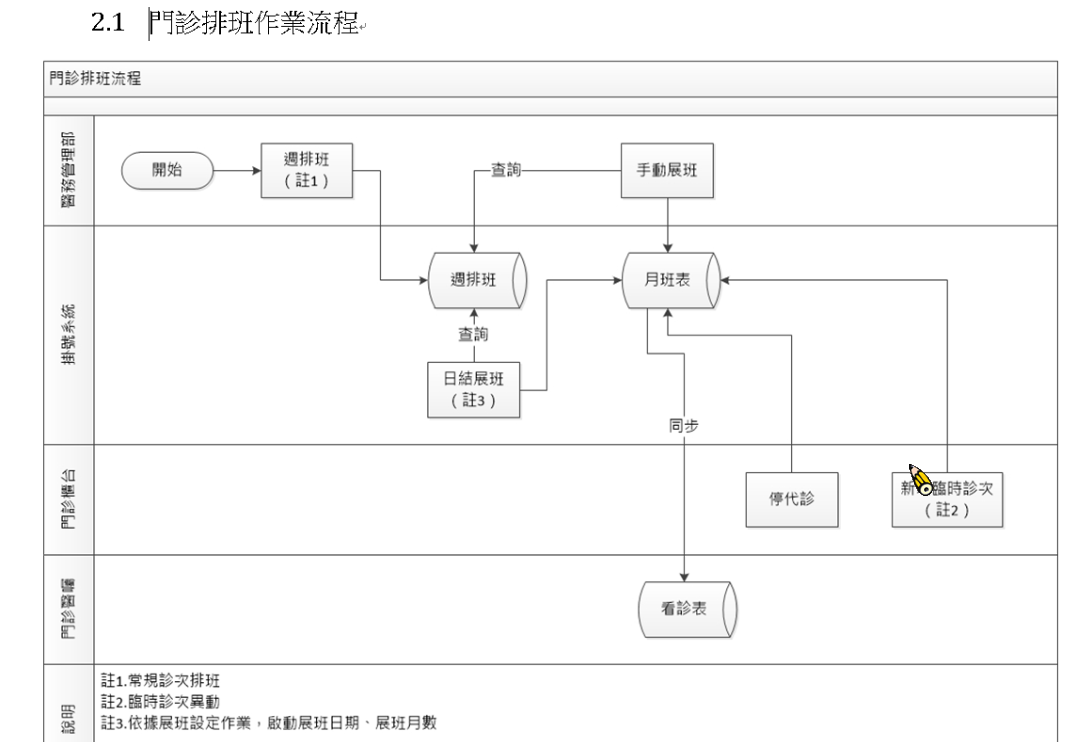 2.1 門診排班作業流程
門診排班流程
醫務管理部
開始
週排班
（註1）
查詢
手動展班
掛號系統
週排班
月班表
查詢
日結展班
（註3）
同步
門診櫃台
停代診
新 臨時診次
（註2）
門診醫囑
看診表
說明
註1.常規診次排班
註2.臨時診次異動
註3.依據展班設定作業，啟動展班日期、展班月數